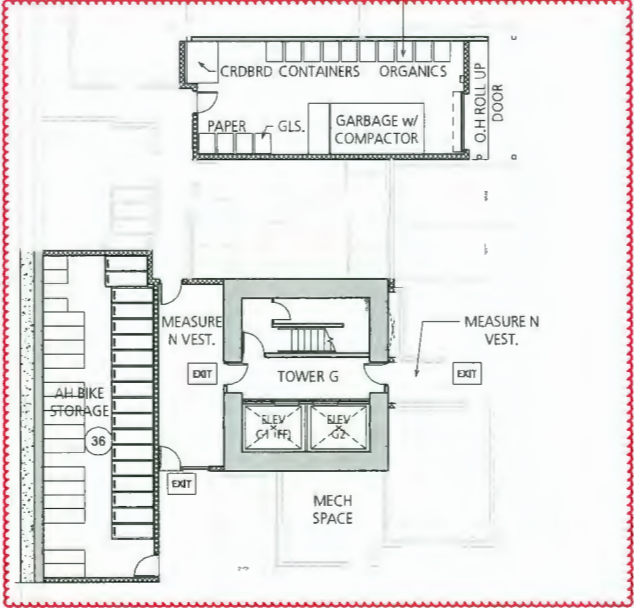 CRDBRD CONTAINERS ORGANICS
O.H ROLL UP
DOOR
PAPER GLS.
GARBAGE w/
COMPACTOR
MEASURE
N VEST.
MEASURE N
VEST.
EXIT
TOWER G
EXIT
AH BIKE
STORAGE
36
ELEV
G1 (FF)
ELEV
G2
EXIT
MECH
SPACE